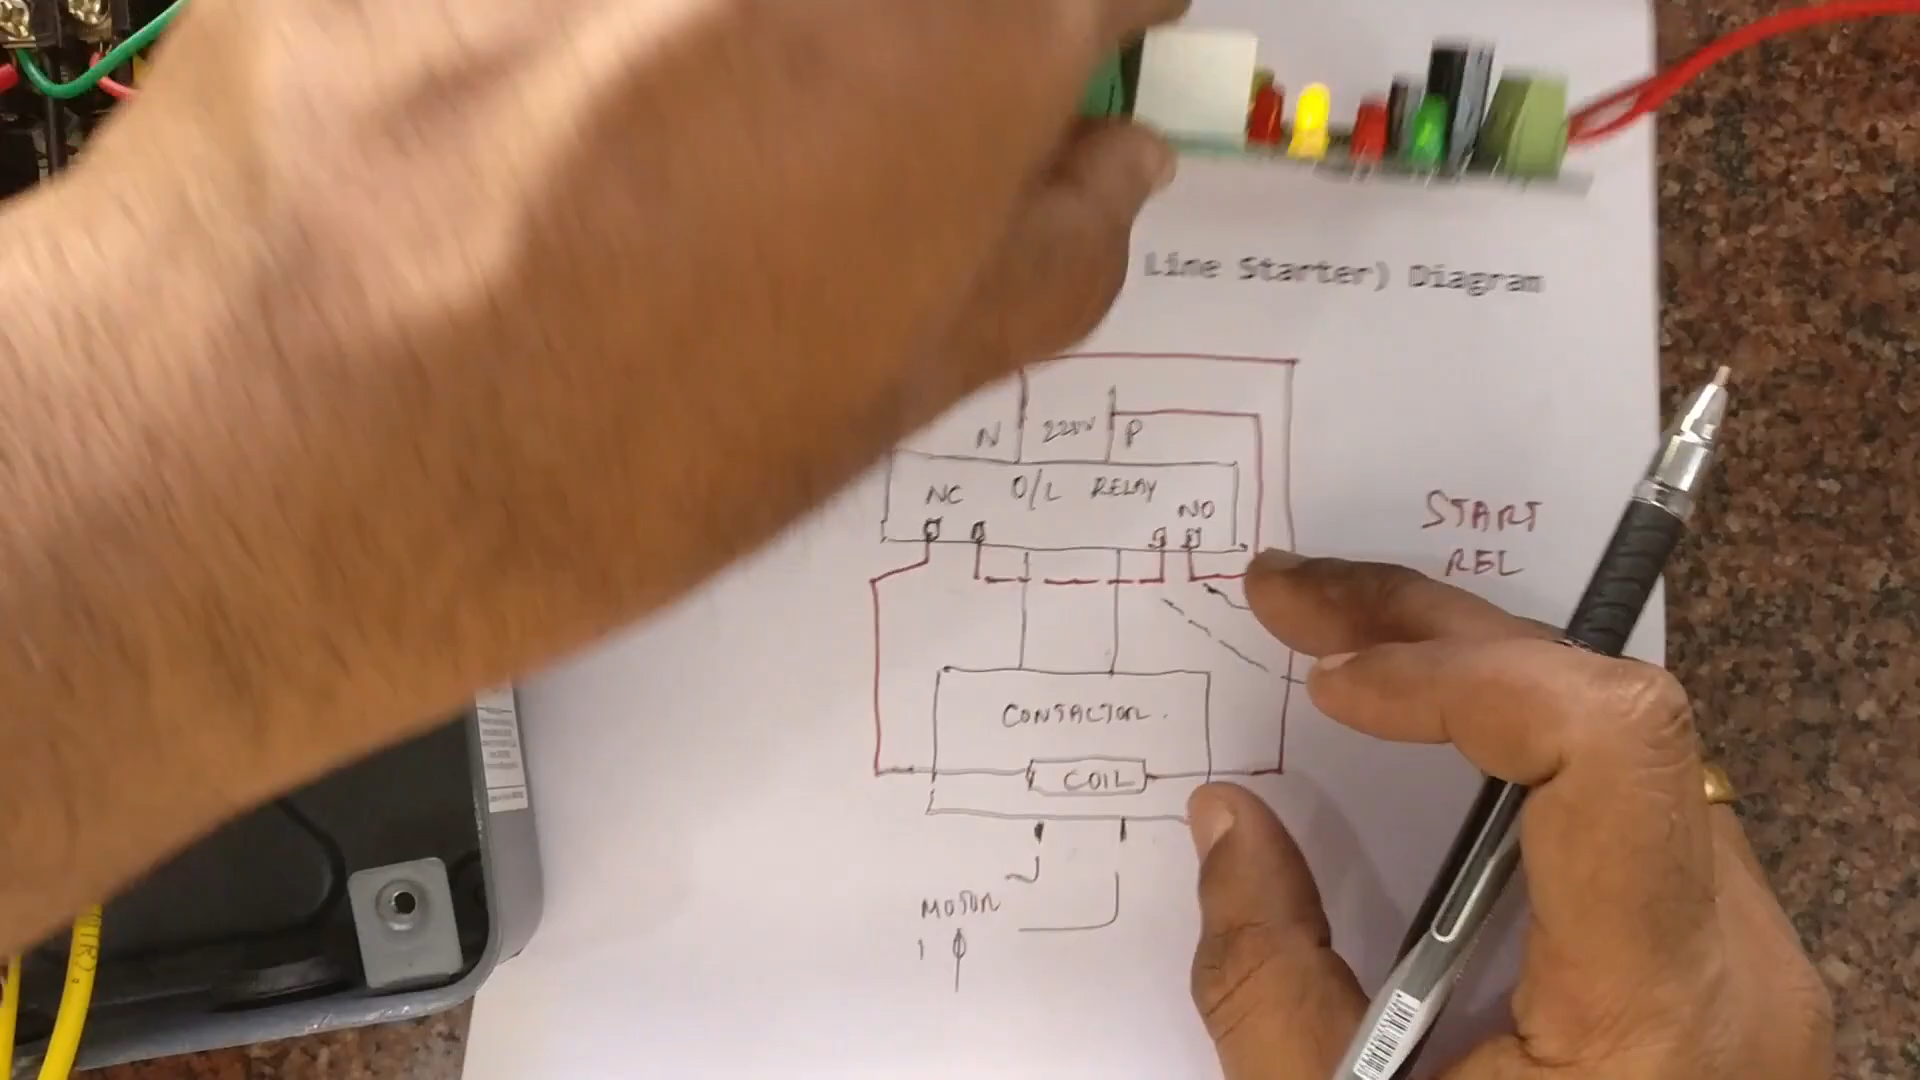 Line Starter) Diagram
N 220V P
NC O/L RELAY
NO
START
REL
CONTACTOR.
COIL
MOTOR
1 φ